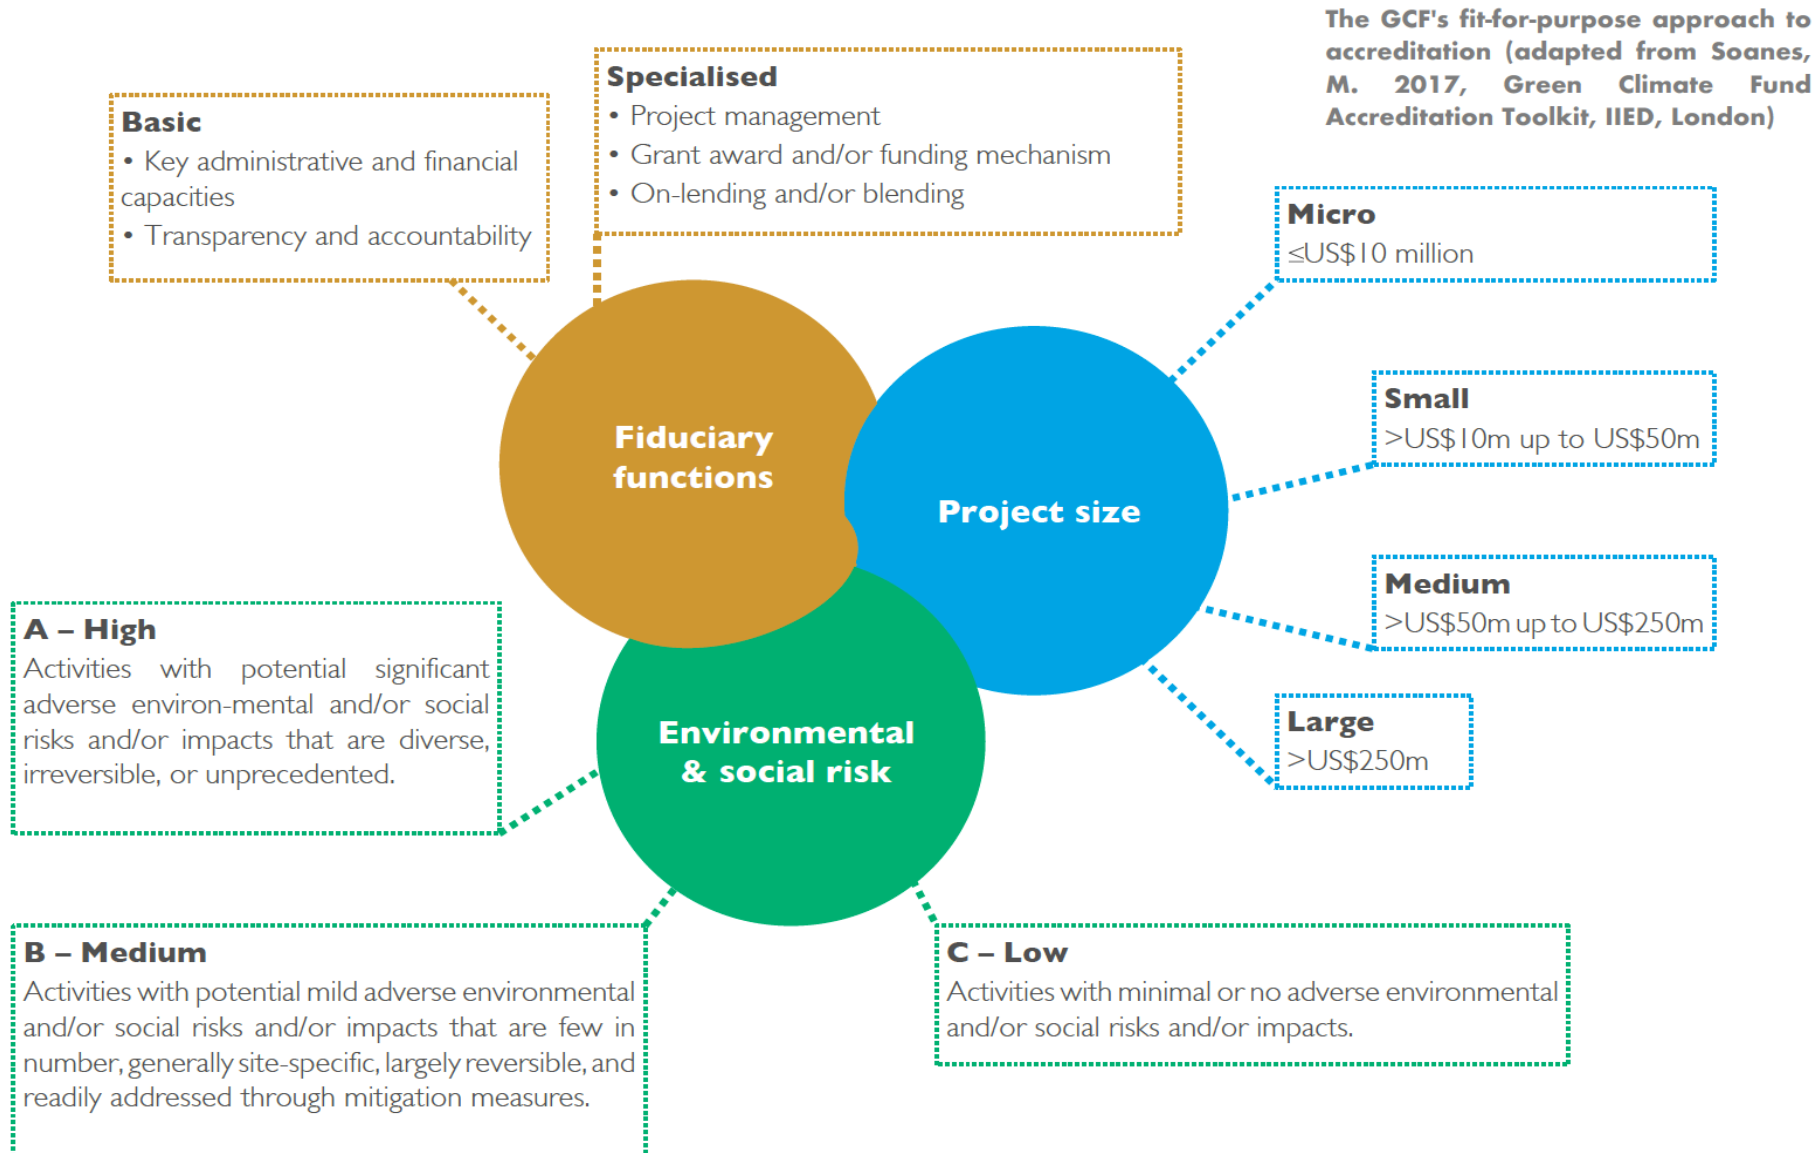 The GCF's fit-for-purpose approach to
accreditation (adapted from Soanes,
M. 2017, Green Climate Fund
Accreditation Toolkit, IIED, London)
Basic
• Key administrative and financial
capacities
• Transparency and accountability
Specialised
• Project management
• Grant award and/or funding mechanism
• On-lending and/or blending
Micro
≤US$10 million
Small
>US$10m up to US$50m
Medium
>US$50m up to US$250m
Large
>US$250m
Fiduciary
functions
Project size
Environmental
& social risk
A – High
Activities with potential significant
adverse environ-mental and/or social
risks and/or impacts that are diverse,
irreversible, or unprecedented.
B – Medium
Activities with potential mild adverse environmental
and/or social risks and/or impacts that are few in
number, generally site-specific, largely reversible, and
readily addressed through mitigation measures.
C – Low
Activities with minimal or no adverse environmental
and/or social risks and/or impacts.